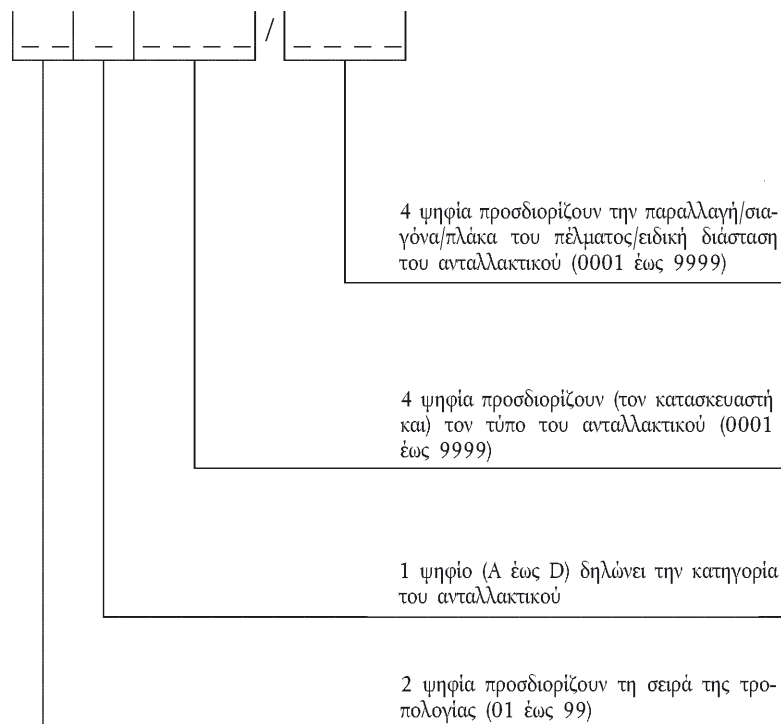 _ _ _ _ _ _ _ / _ _ _ _
4 ψηφία προσδιορίζουν την παραλλαγή/σια-
γόνα/πλάκα του πέλματος/ειδική διάσταση
του ανταλλακτικού (0001 έως 9999)
4 ψηφία προσδιορίζουν (τον κατασκευαστή
και) τον τύπο του ανταλλακτικού (0001
έως 9999)
1 ψηφίο (A έως D) δηλώνει την κατηγορία
του ανταλλακτικού
2 ψηφία προσδιορίζουν τη σειρά της τρο-
πολογίας (01 έως 99)